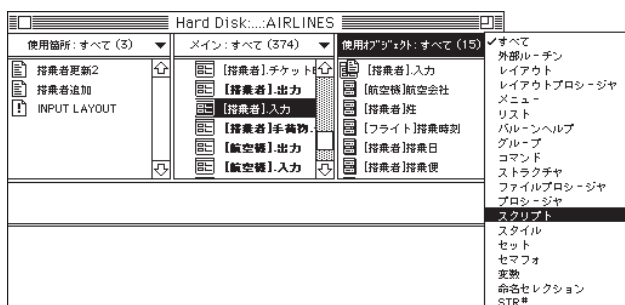 Hard Disk:...:AIRLINES
使用箇所:すべて (3)
メイン:すべて (374)
使用オブジェクト:すべて (15)
搭乗者更新2
搭乗者追加
INPUT LAYOUT
[搭乗者].チケット
[搭乗者].出力
[搭乗者].入力
[搭乗者]手荷物.
[航空機].出力
[航空機].入力
[搭乗者].入力
[航空機]航空会社
[搭乗者]姓
[フライト]搭乗時刻
[搭乗者]搭乗日
[搭乗者]搭乗便
✓すべて
外部ルーチン
レイアウト
レイアウトプロシージャ
メニュー
リスト
バルーンヘルプ
グループ
コマンド
ストラクチャ
ファイルプロシージャ
プロシージャ
スクリプト
スタイル
セット
セマフォ
変数
命名セレクション
STR#